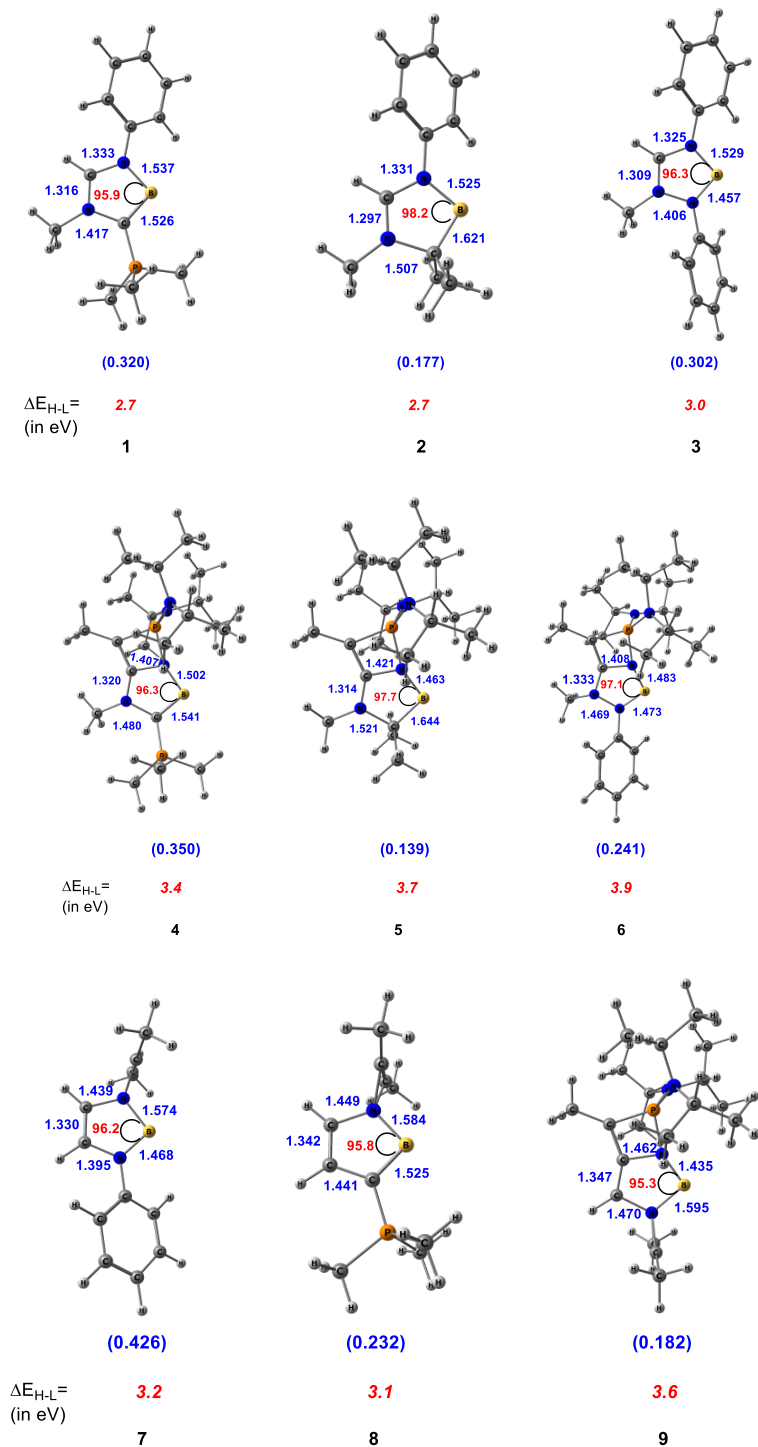 1.333 1.537
1.316 95.9
1.417 1.526
1.331 1.525
1.297 98.2
1.507 1.621
1.325 1.529
1.309 96.3
1.406 1.457
(0.320) (0.177) (0.302)
ΔE_H-L= 2.7 2.7 3.0
(in eV)
1 2 3
1.407 1.502
1.320 96.3
1.480 1.541
1.421 1.463
1.314 97.7
1.521 1.644
1.408 1.483
1.333 97.1
1.469 1.473
(0.350) (0.139) (0.241)
ΔE_H-L= 3.4 3.7 3.9
(in eV)
4 5 6
1.439 1.574
1.330 96.2
1.395 1.468
1.449 1.584
1.342 95.8
1.441 1.525
1.462 1.435
1.347 95.3
1.470 1.595
(0.426) (0.232) (0.182)
ΔE_H-L= 3.2 3.1 3.6
(in eV)
7 8 9